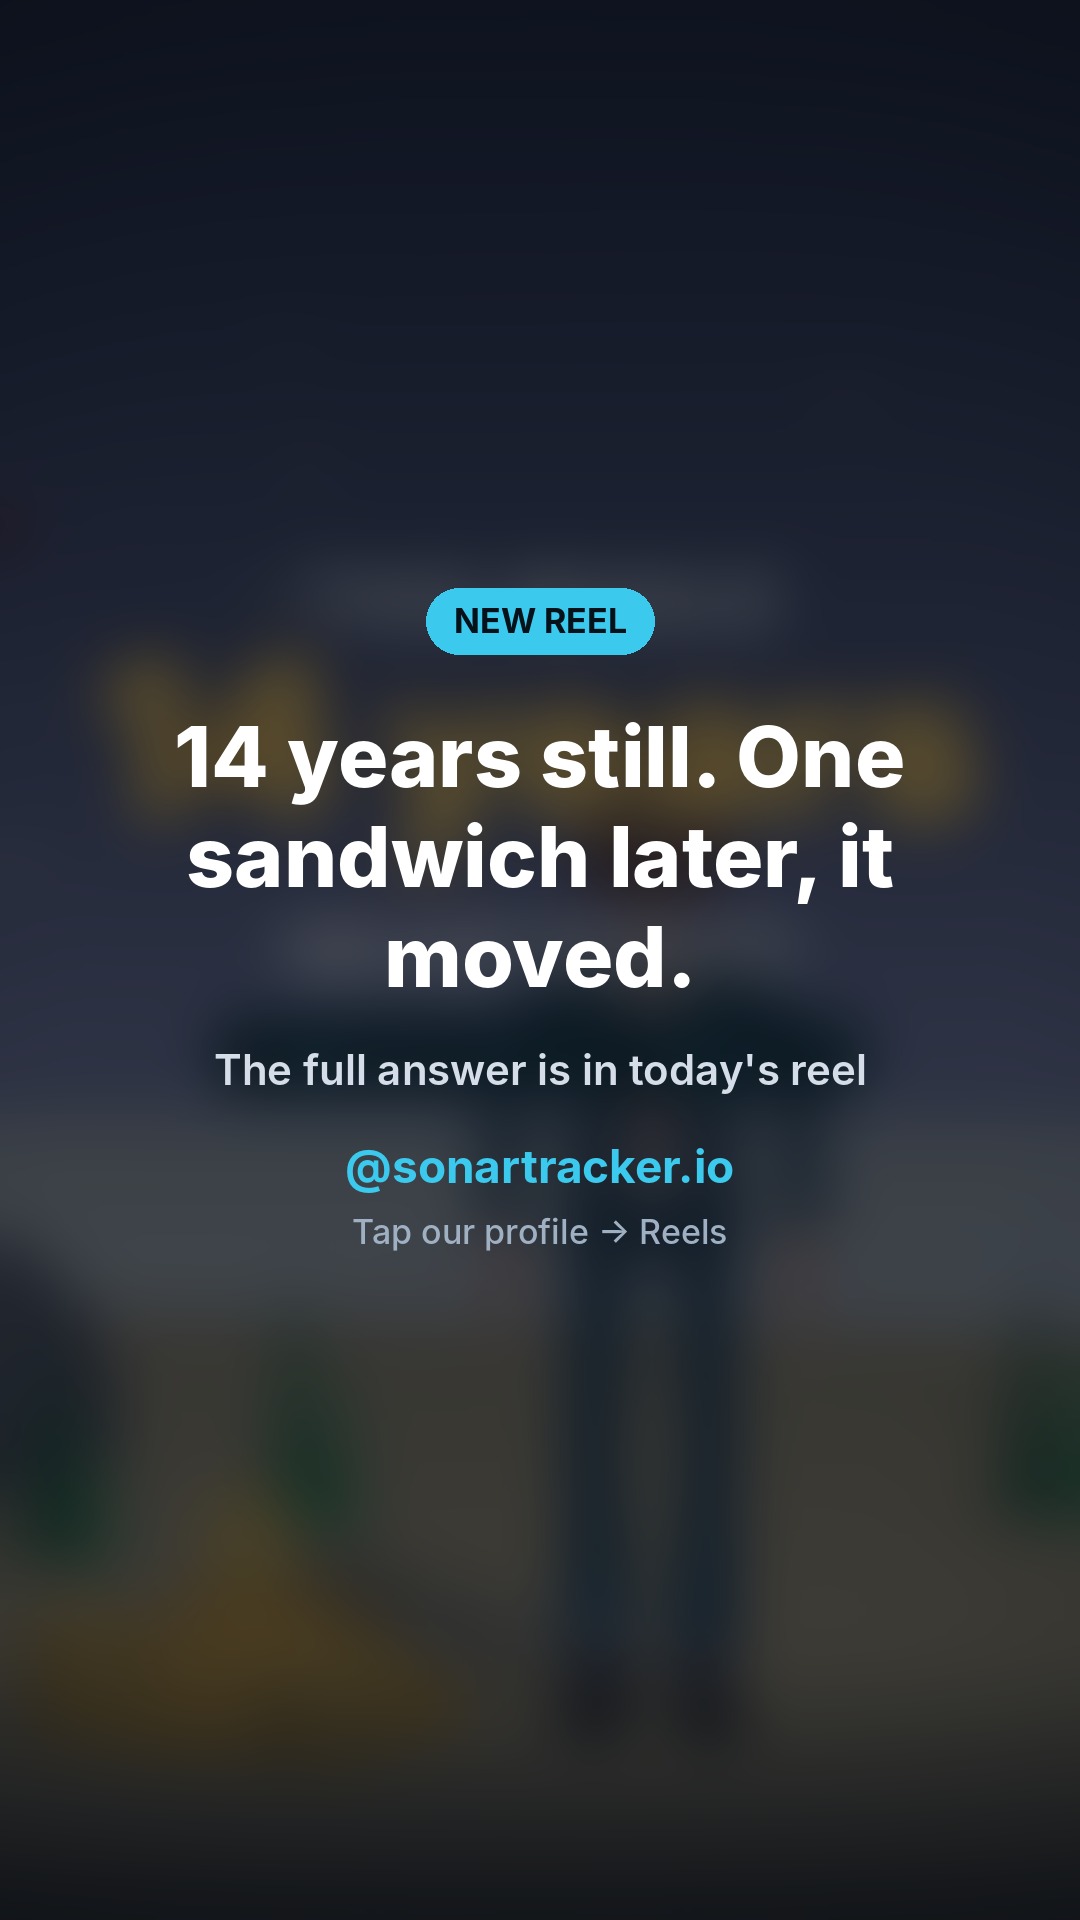 NEW REEL
14 years still. One
sandwich later, it
moved.
The full answer is in today's reel
@sonartracker.io
Tap our profile → Reels